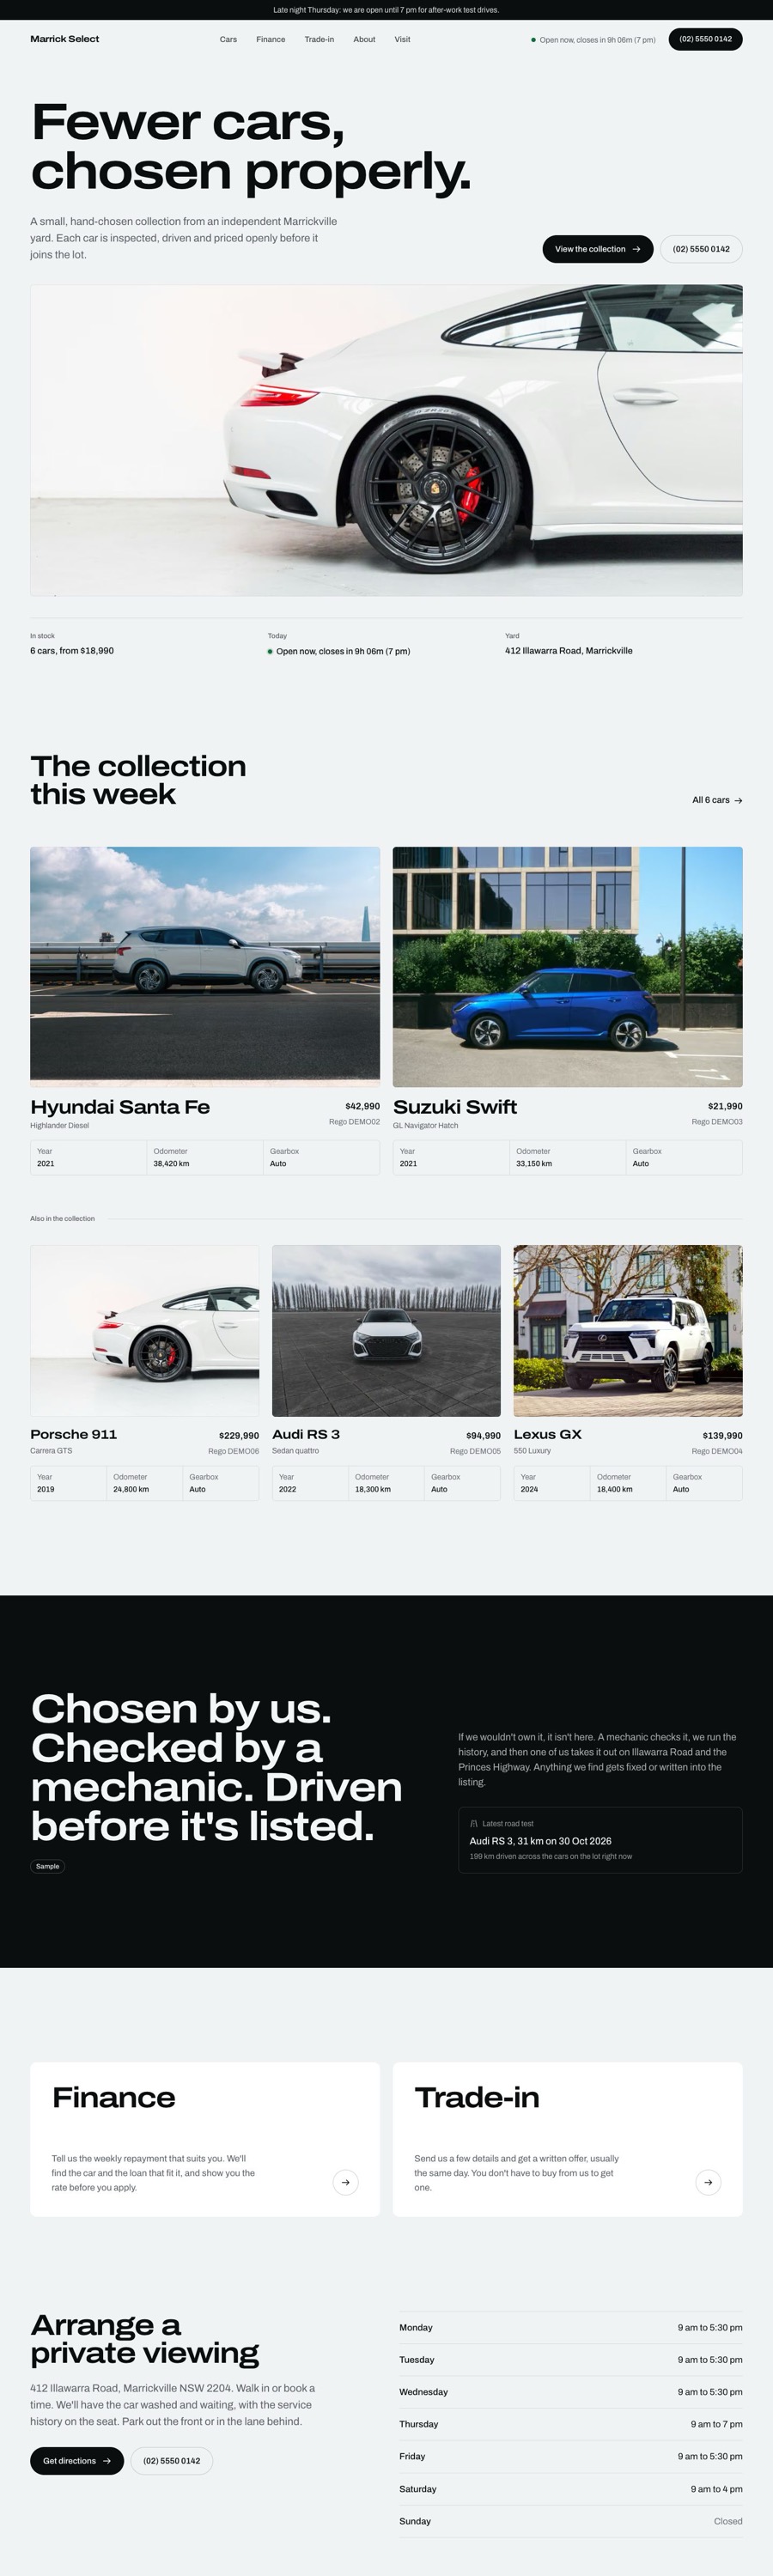 Late night Thursday: we are open until 7 pm for after-work test drives.
Marrick Select
Cars Finance Trade-in About Visit
Open now, closes in 9h 06m (7 pm)
(02) 5550 0142
Fewer cars,
chosen properly.
A small, hand-chosen collection from an independent Marrickville
yard. Each car is inspected, driven and priced openly before it
joins the lot.
View the collection →
(02) 5550 0142
In stock
6 cars, from $18,990
Today
Open now, closes in 9h 06m (7 pm)
Yard
412 Illawarra Road, Marrickville
The collection
this week
All 6 cars →
Hyundai Santa Fe
$42,990
Highlander Diesel
Rego DEMO02
Year Odometer Gearbox
2021 38,420 km Auto
Suzuki Swift
$21,990
GL Navigator Hatch
Rego DEMO03
Year Odometer Gearbox
2021 33,150 km Auto
Also in the collection
Porsche 911
$229,990
Carrera GTS
Rego DEMO06
Year Odometer Gearbox
2019 24,800 km Auto
Audi RS 3
$94,990
Sedan quattro
Rego DEMO05
Year Odometer Gearbox
2022 18,300 km Auto
Lexus GX
$139,990
550 Luxury
Rego DEMO04
Year Odometer Gearbox
2024 18,400 km Auto
Chosen by us.
Checked by a
mechanic. Driven
before it's listed.
Sample
If we wouldn't own it, it isn't here. A mechanic checks it, we run the
history, and then one of us takes it out on Illawarra Road and the
Princes Highway. Anything we find gets fixed or written into the
listing.
Latest road test
Audi RS 3, 31 km on 30 Oct 2026
199 km driven across the cars on the lot right now
Finance
Tell us the weekly repayment that suits you. We'll
find the car and the loan that fit it, and show you the
rate before you apply.
→
Trade-in
Send us a few details and get a written offer, usually
the same day. You don't have to buy from us to get
one.
→
Arrange a
private viewing
412 Illawarra Road, Marrickville NSW 2204. Walk in or book a
time. We'll have the car washed and waiting, with the service
history on the seat. Park out the front or in the lane behind.
Get directions →
(02) 5550 0142
Monday 9 am to 5:30 pm
Tuesday 9 am to 5:30 pm
Wednesday 9 am to 5:30 pm
Thursday 9 am to 7 pm
Friday 9 am to 5:30 pm
Saturday 9 am to 4 pm
Sunday Closed